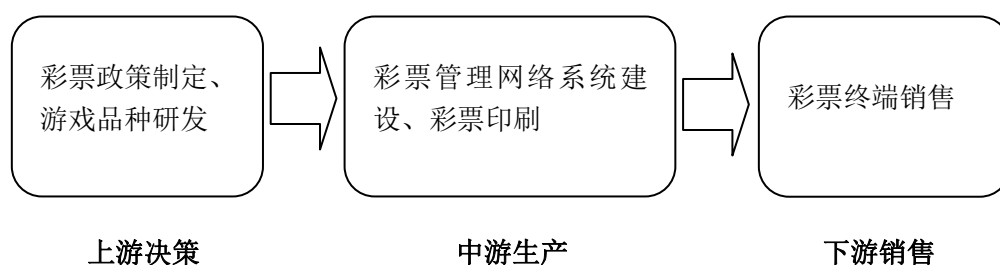 彩票政策制定、
游戏品种研发
彩票管理网络系统建
设、彩票印刷
彩票终端销售
上游决策
中游生产
下游销售